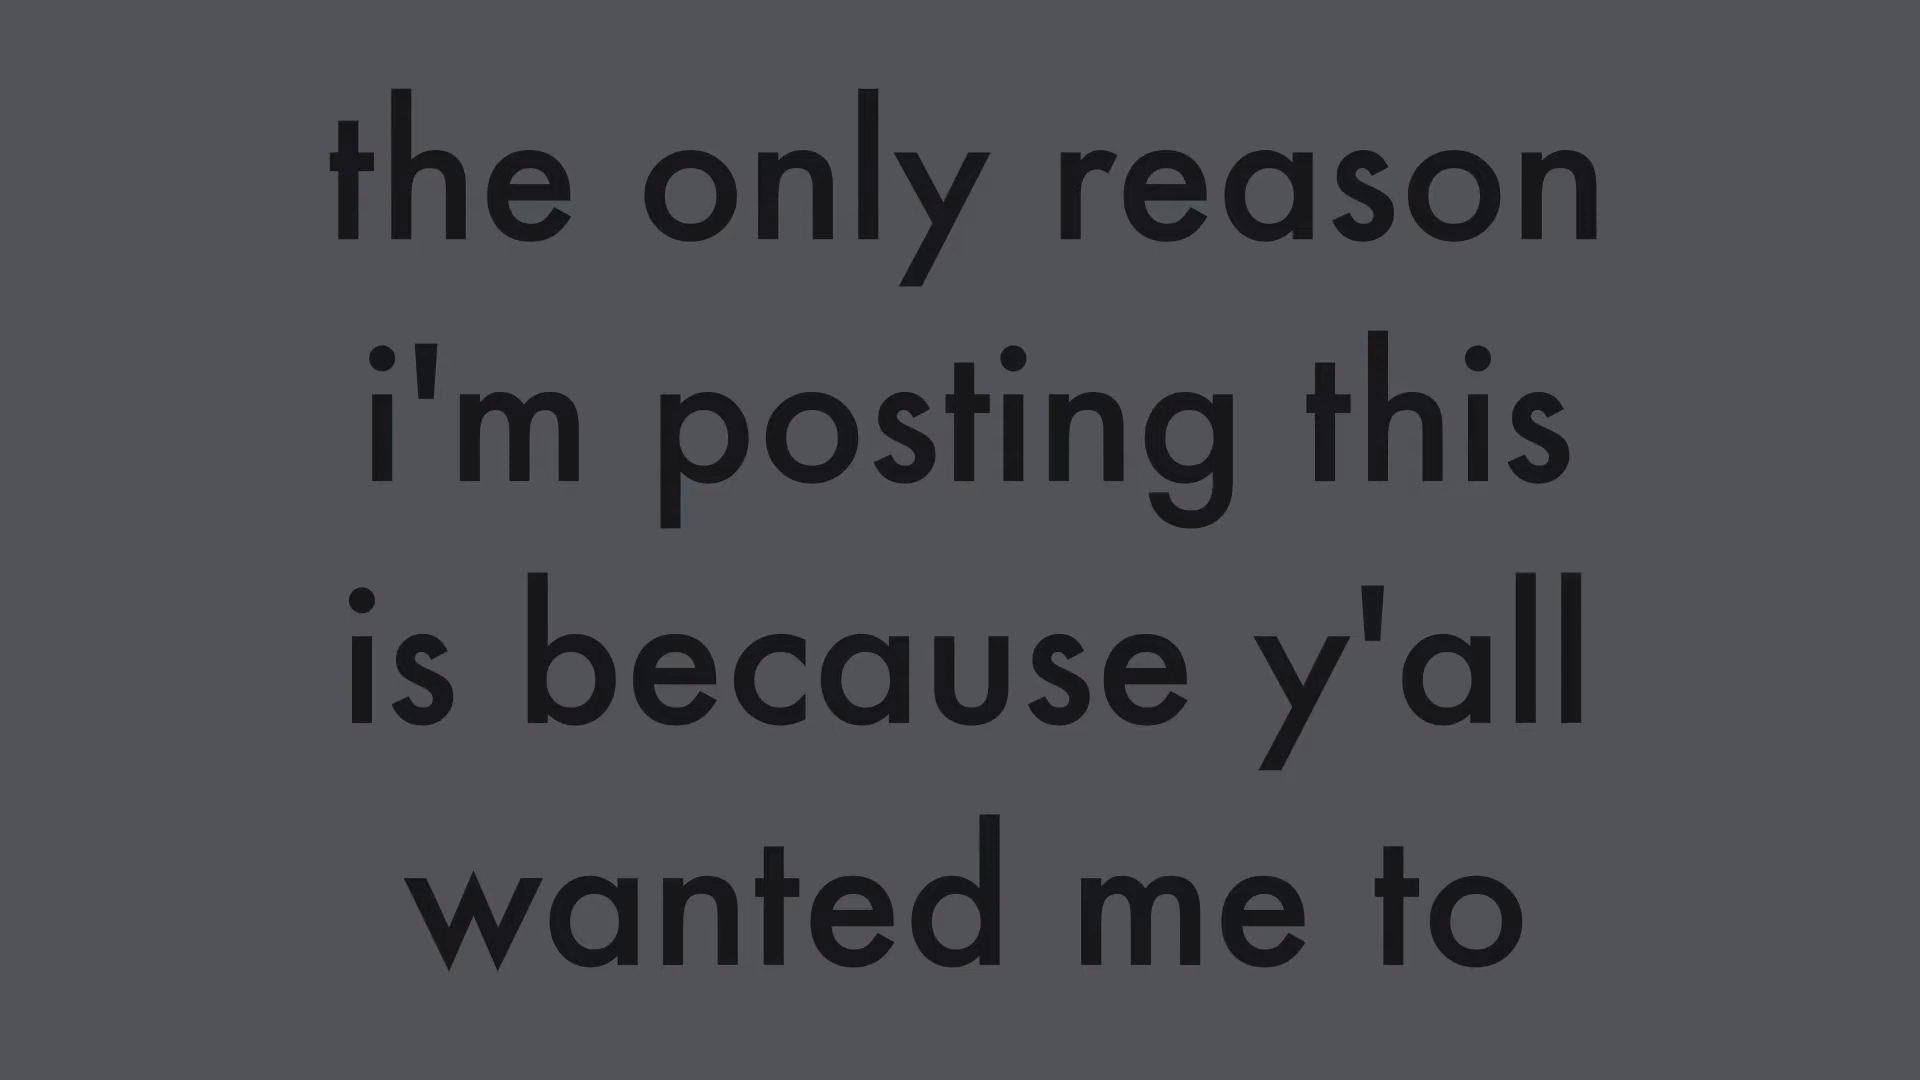 the only reason
i'm posting this
is because y'all
wanted me to